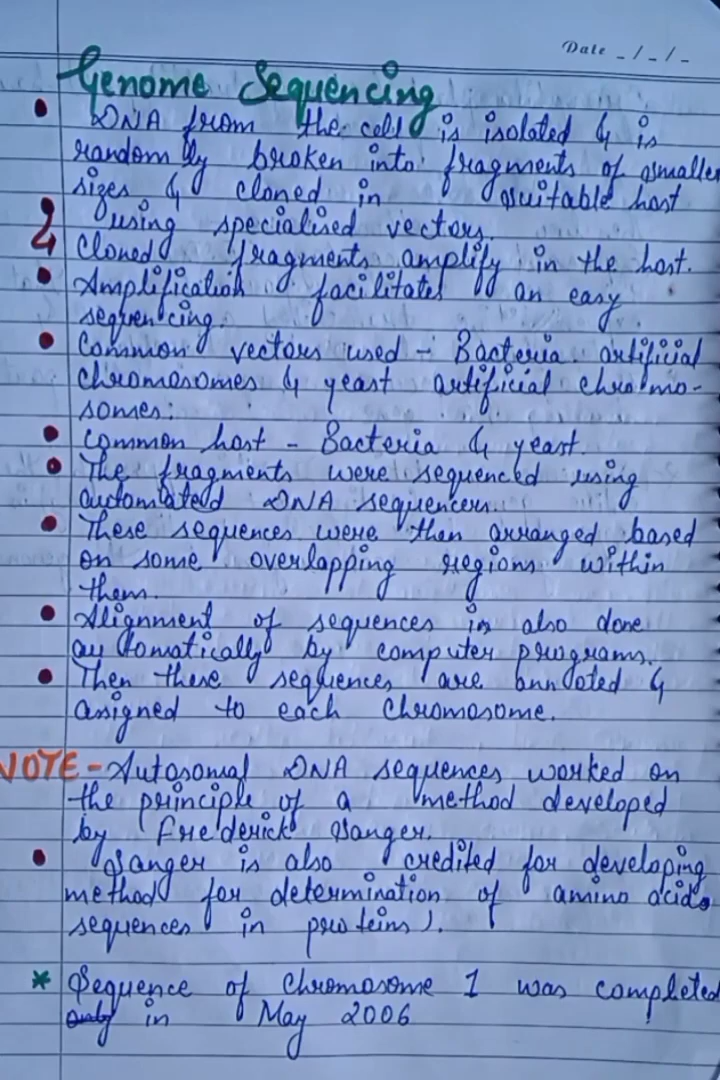 Date _/_/_
Genome Sequencing
• DNA from the cell is isolated & is
randomly broken into fragments of smaller
sizes & cloned in suitable host
using specialised vectors.
Cloned fragments amplify in the host.
• Amplification facilitates an easy
sequencing.
• Common vectors used - Bacteria artificial
chromosomes & yeast artificial chromo-
somes.
• Common host - Bacteria & yeast.
• The fragments were sequenced using
automated DNA sequencers.
• These sequences were then arranged based
on some overlapping regions within
them.
• Alignment of sequences is also done
automatically by computer programs.
• Then these sequences are annotated &
assigned to each chromosome.
NOTE - Autosomal DNA sequences worked on
the principle of a method developed
by Frederick Sanger.
• Sanger is also credited for developing
method for determination of amino acids
sequences in proteins).
* Sequence of chromosome 1 was completed
in May 2006